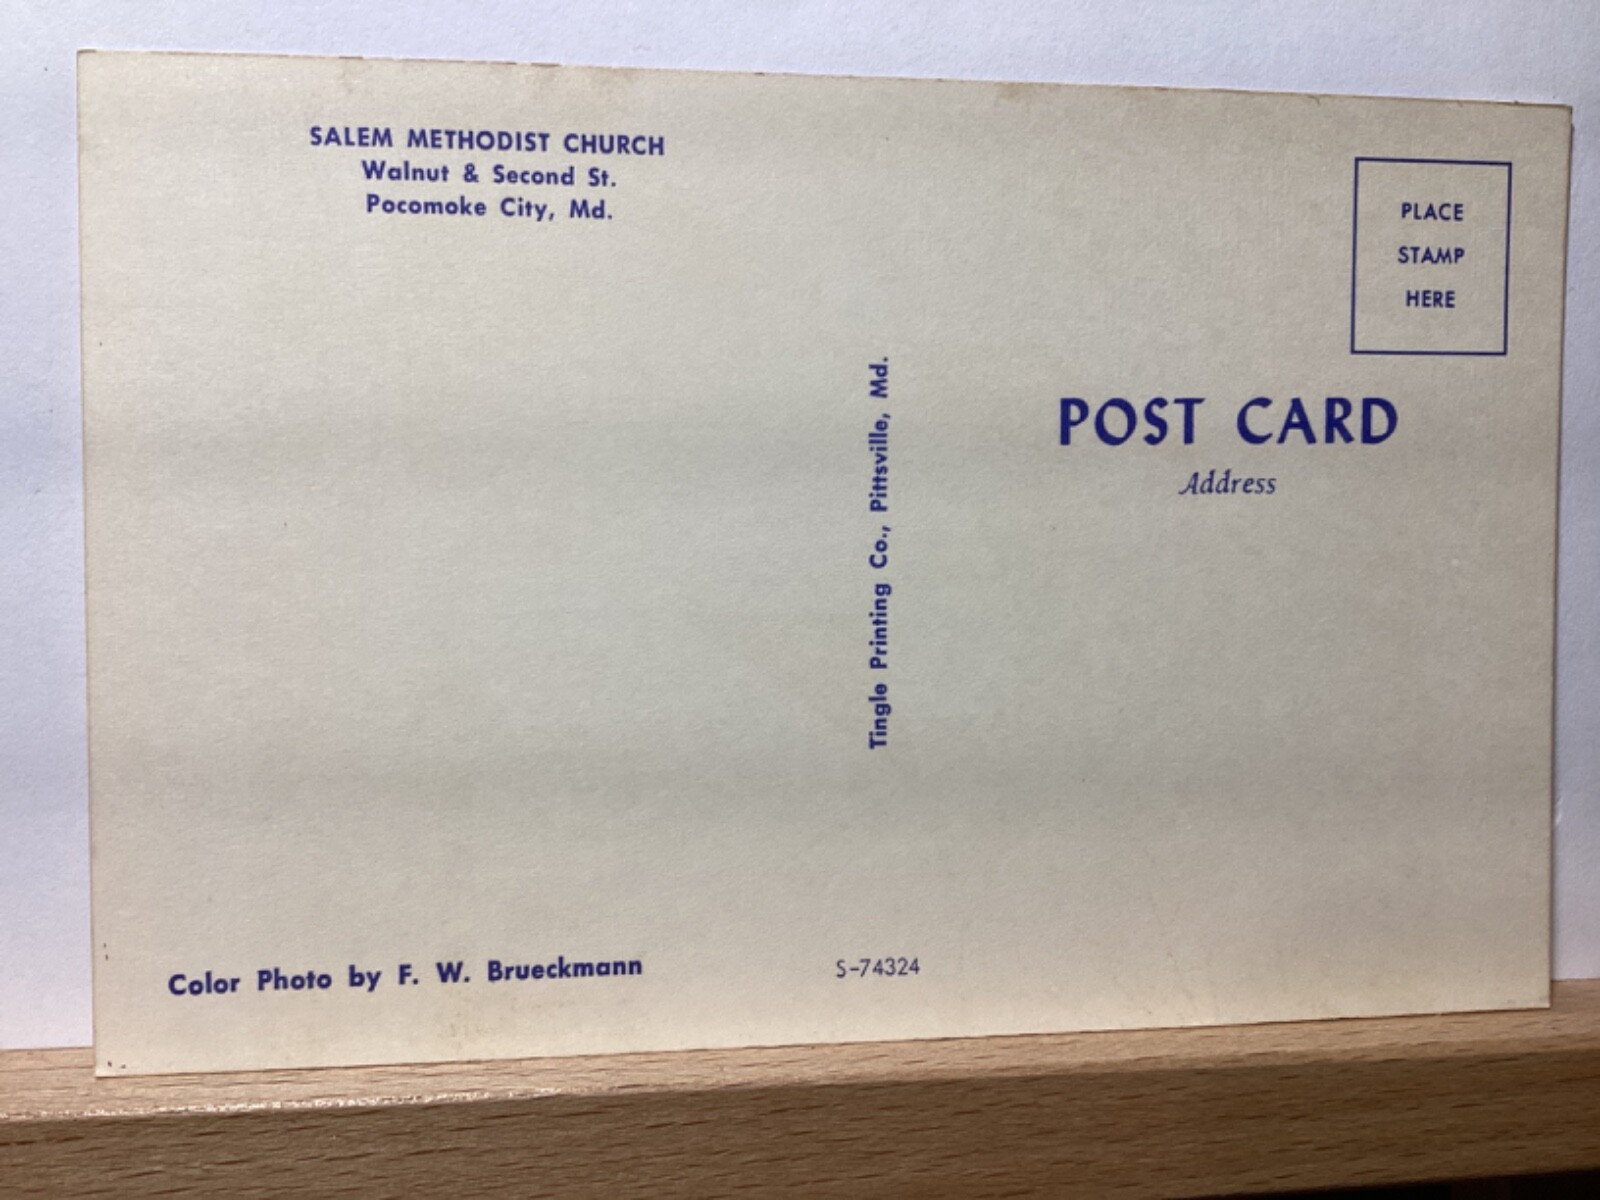 SALEM METHODIST CHURCH
Walnut & Second St.
Pocomoke City, Md.
PLACE
STAMP
HERE
POST CARD
Address
Tingle Printing Co., Pittsville, Md.
Color Photo by F. W. Brueckmann
S-74324